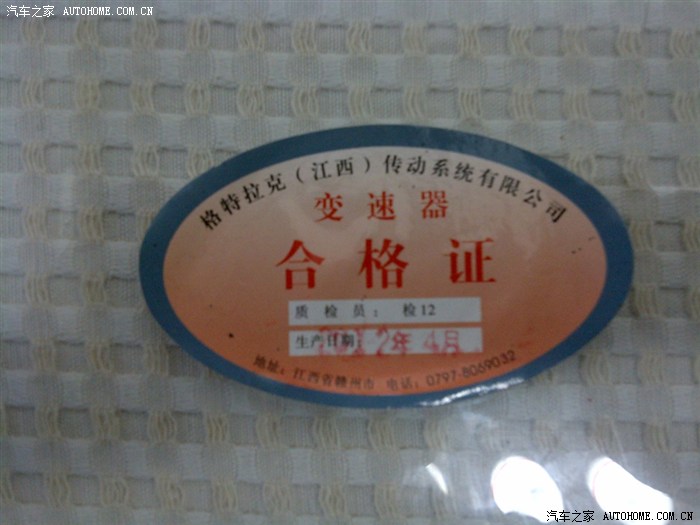 汽车之家 AUTOHOME.COM.CN
格特拉克（江西）传动系统有限公司
变速器
合格证
质检员：检12
生产日期：2012年4月
地址：江西省赣州市 电话：0797-8069032
汽车之家 AUTOHOME.COM.CN